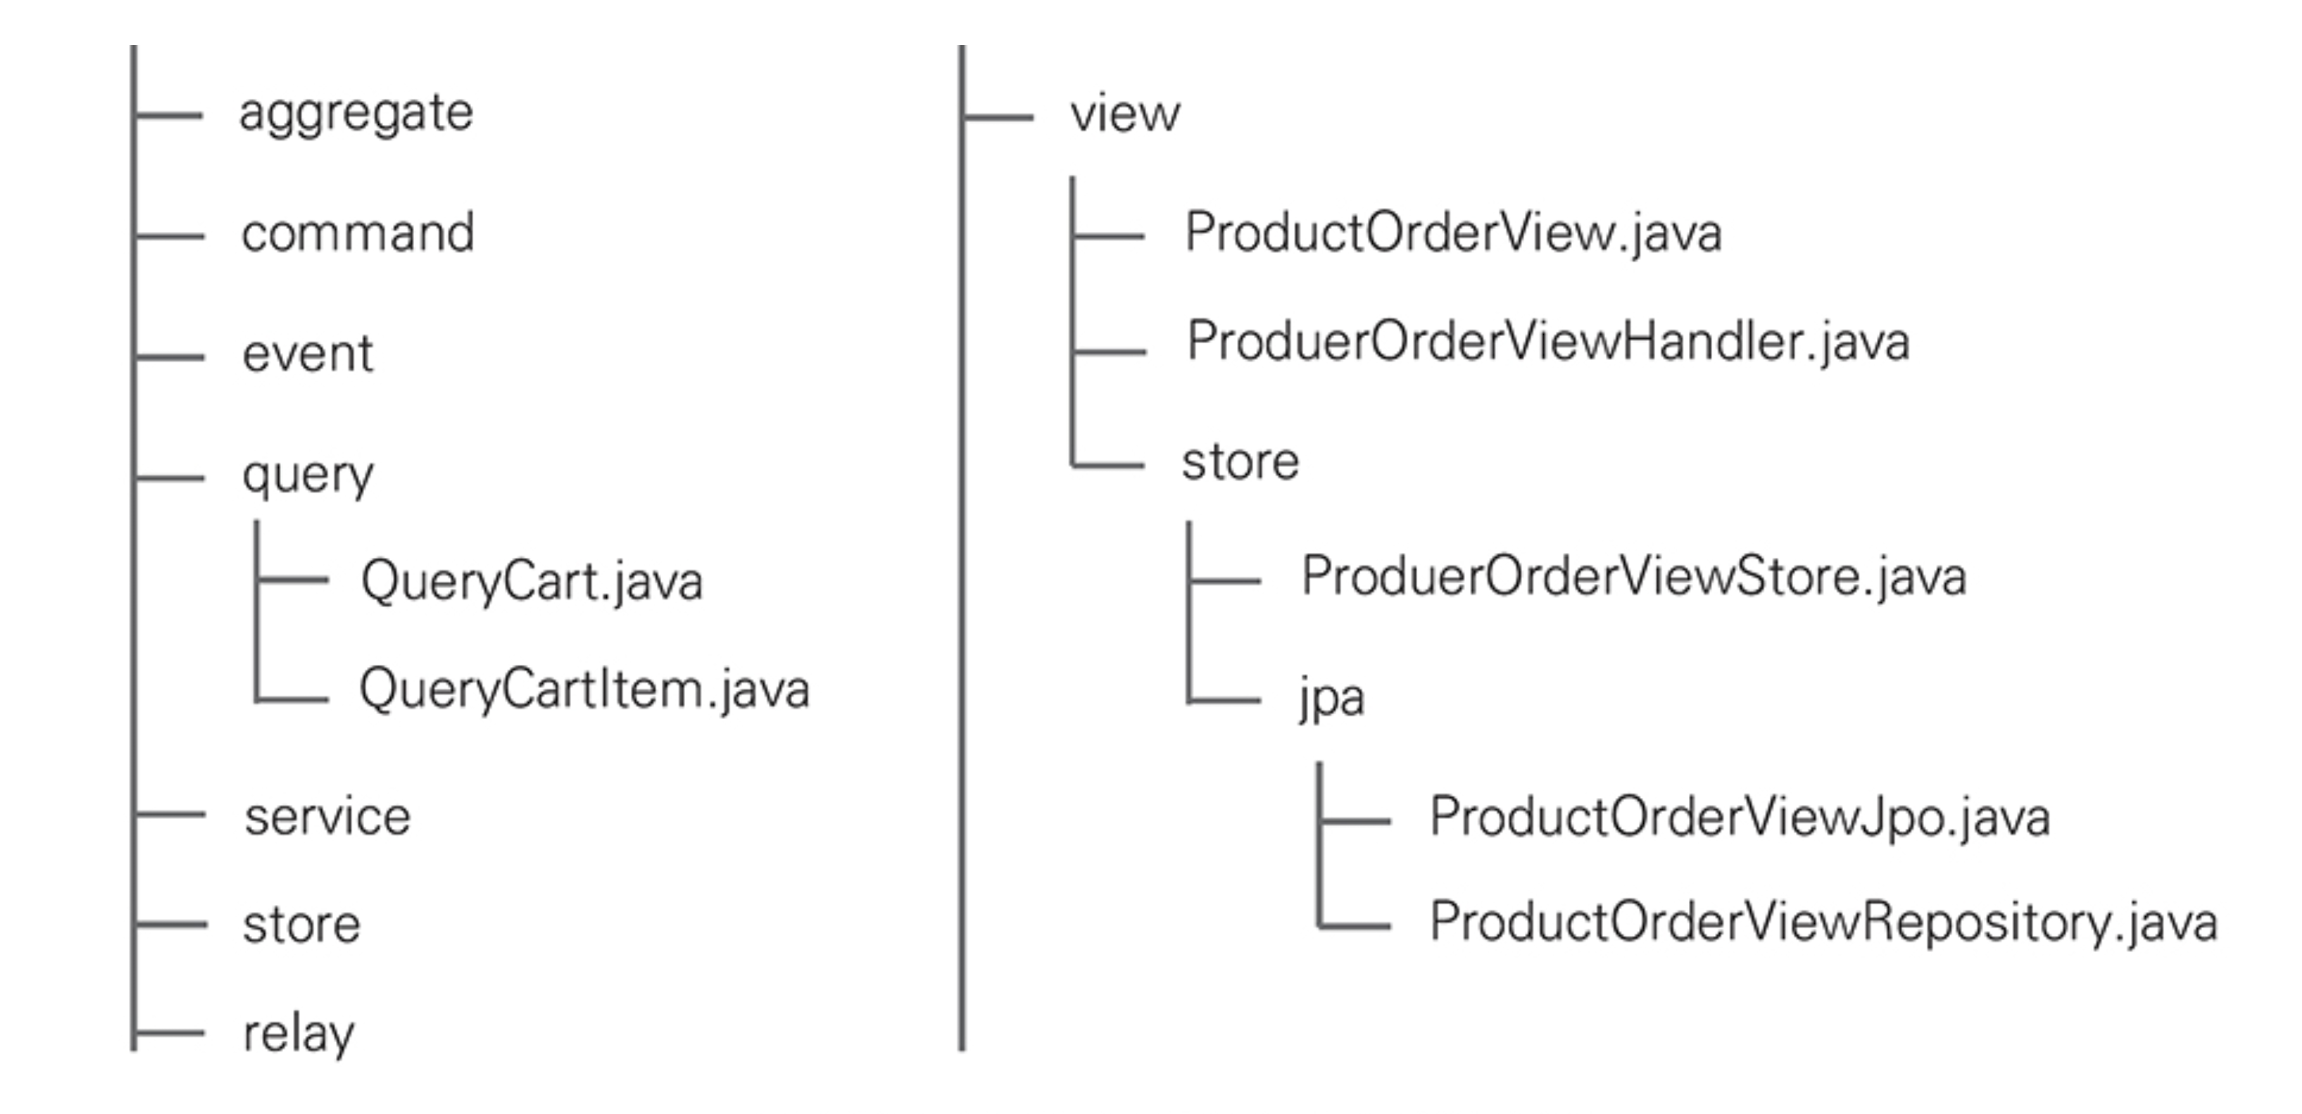 aggregate
command
event
query
QueryCart.java
QueryCartItem.java
service
store
relay
view
ProductOrderView.java
ProduerOrderViewHandler.java
store
ProduerOrderViewStore.java
jpa
ProductOrderViewJpo.java
ProductOrderViewRepository.java